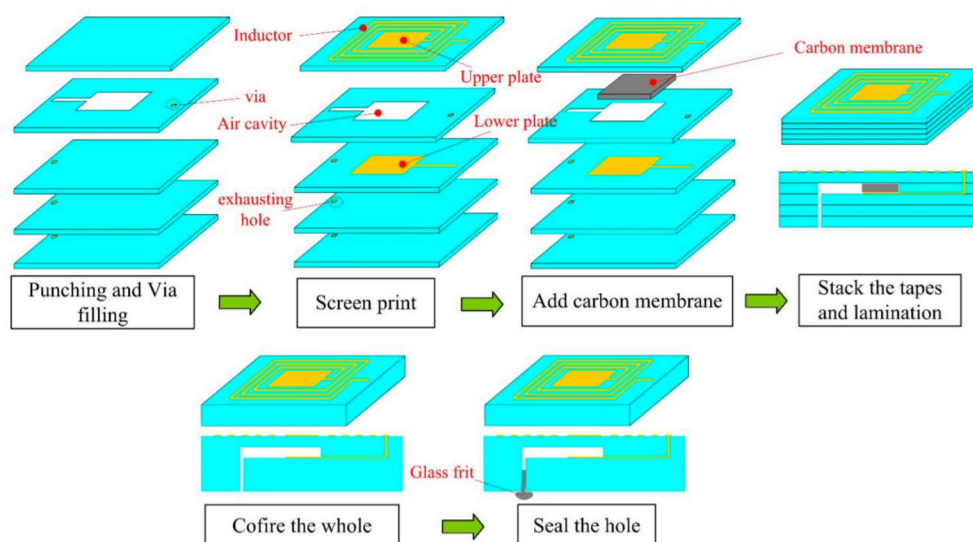 Inductor
Upper plate
Carbon membrane
via
Air cavity
Lower plate
exhausting
hole
Punching and Via
filling
Screen print
Add carbon membrane
Stack the tapes
and lamination
Glass frit
Cofire the whole
Seal the hole